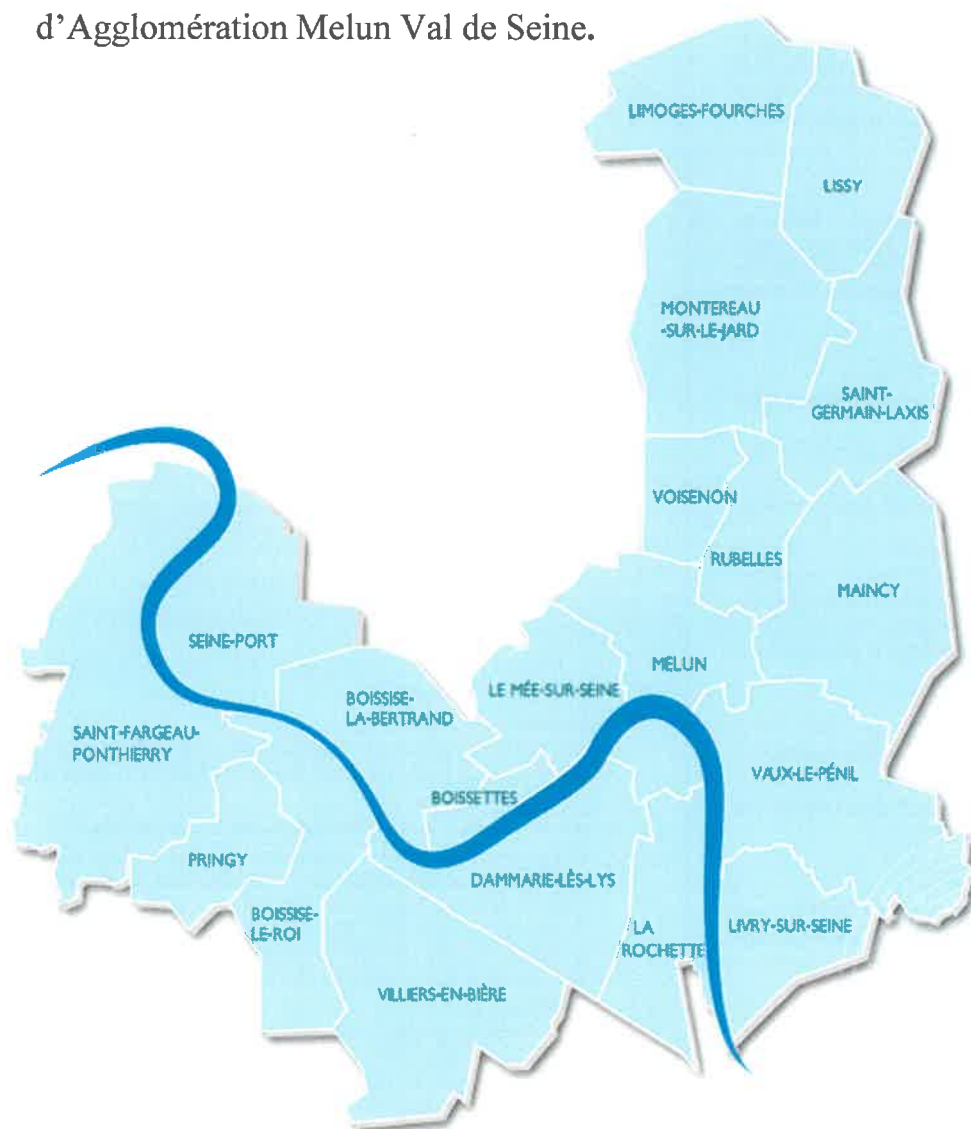 d'Agglomération Melun Val de Seine.
LIMOGES-FOURCHES
LISSY
MONTEREAU
-SUR-LE-JARD
SAINT-
GERMAIN-LAXIS
VOISENON
RUBELLES
MAINCY
SEINE-PORT
MELUN
LE MÉE-SUR-SEINE
BOISSISE-
LA-BERTRAND
SAINT-FARGEAU-
PONTHIERRY
VAUX-LE-PÉNIL
BOISSETTES
PRINGY
DAMMARIE-LÈS-LYS
BOISSISE-
LE-ROI
LA
ROCHETTE
LIVRY-SUR-SEINE
VILLIERS-EN-BIÈRE